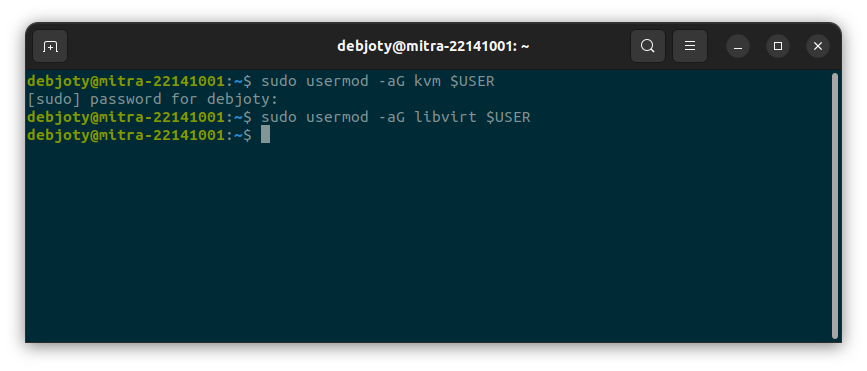 debjoty@mitra-22141001: ~
debjoty@mitra-22141001:~$ sudo usermod -aG kvm $USER
[sudo] password for debjoty:
debjoty@mitra-22141001:~$ sudo usermod -aG libvirt $USER
debjoty@mitra-22141001:~$